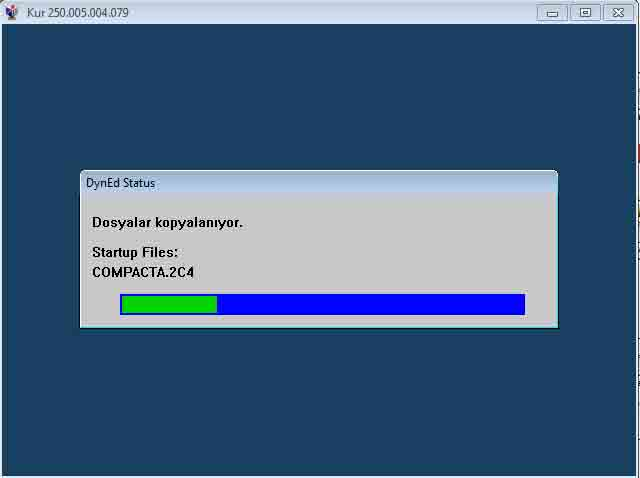 Kur 250.005.004.079
DynEd Status
Dosyalar kopyalanıyor.
Startup Files:
COMPACTA.2C4